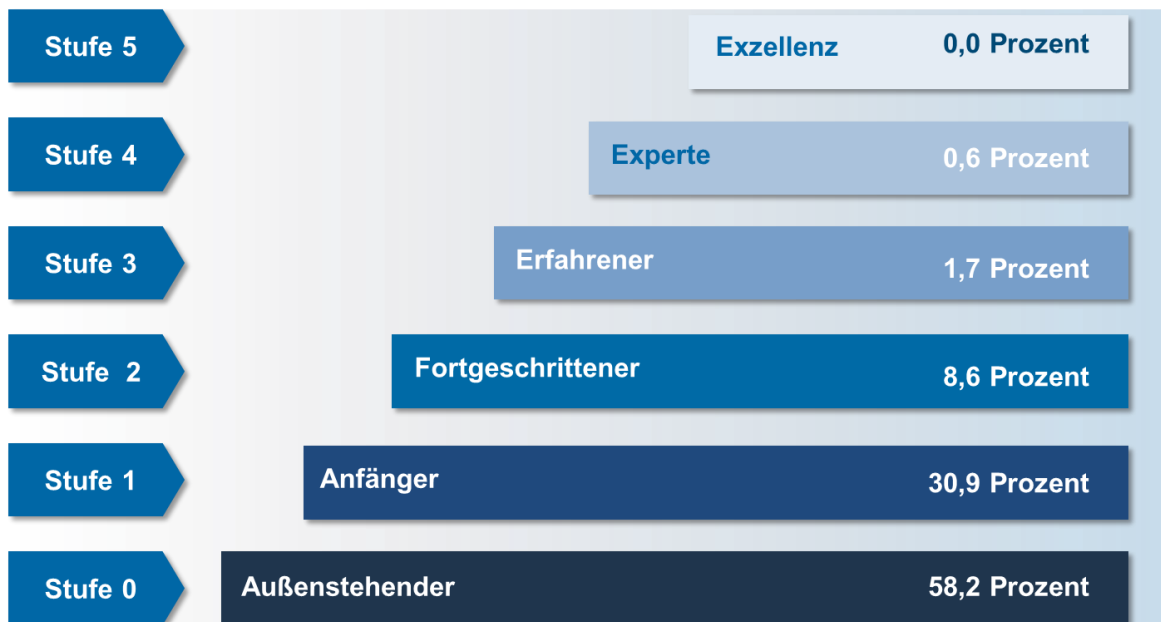 Stufe 5 Exzellenz 0,0 Prozent
Stufe 4 Experte 0,6 Prozent
Stufe 3 Erfahrener 1,7 Prozent
Stufe 2 Fortgeschrittener 8,6 Prozent
Stufe 1 Anfänger 30,9 Prozent
Stufe 0 Außenstehender 58,2 Prozent